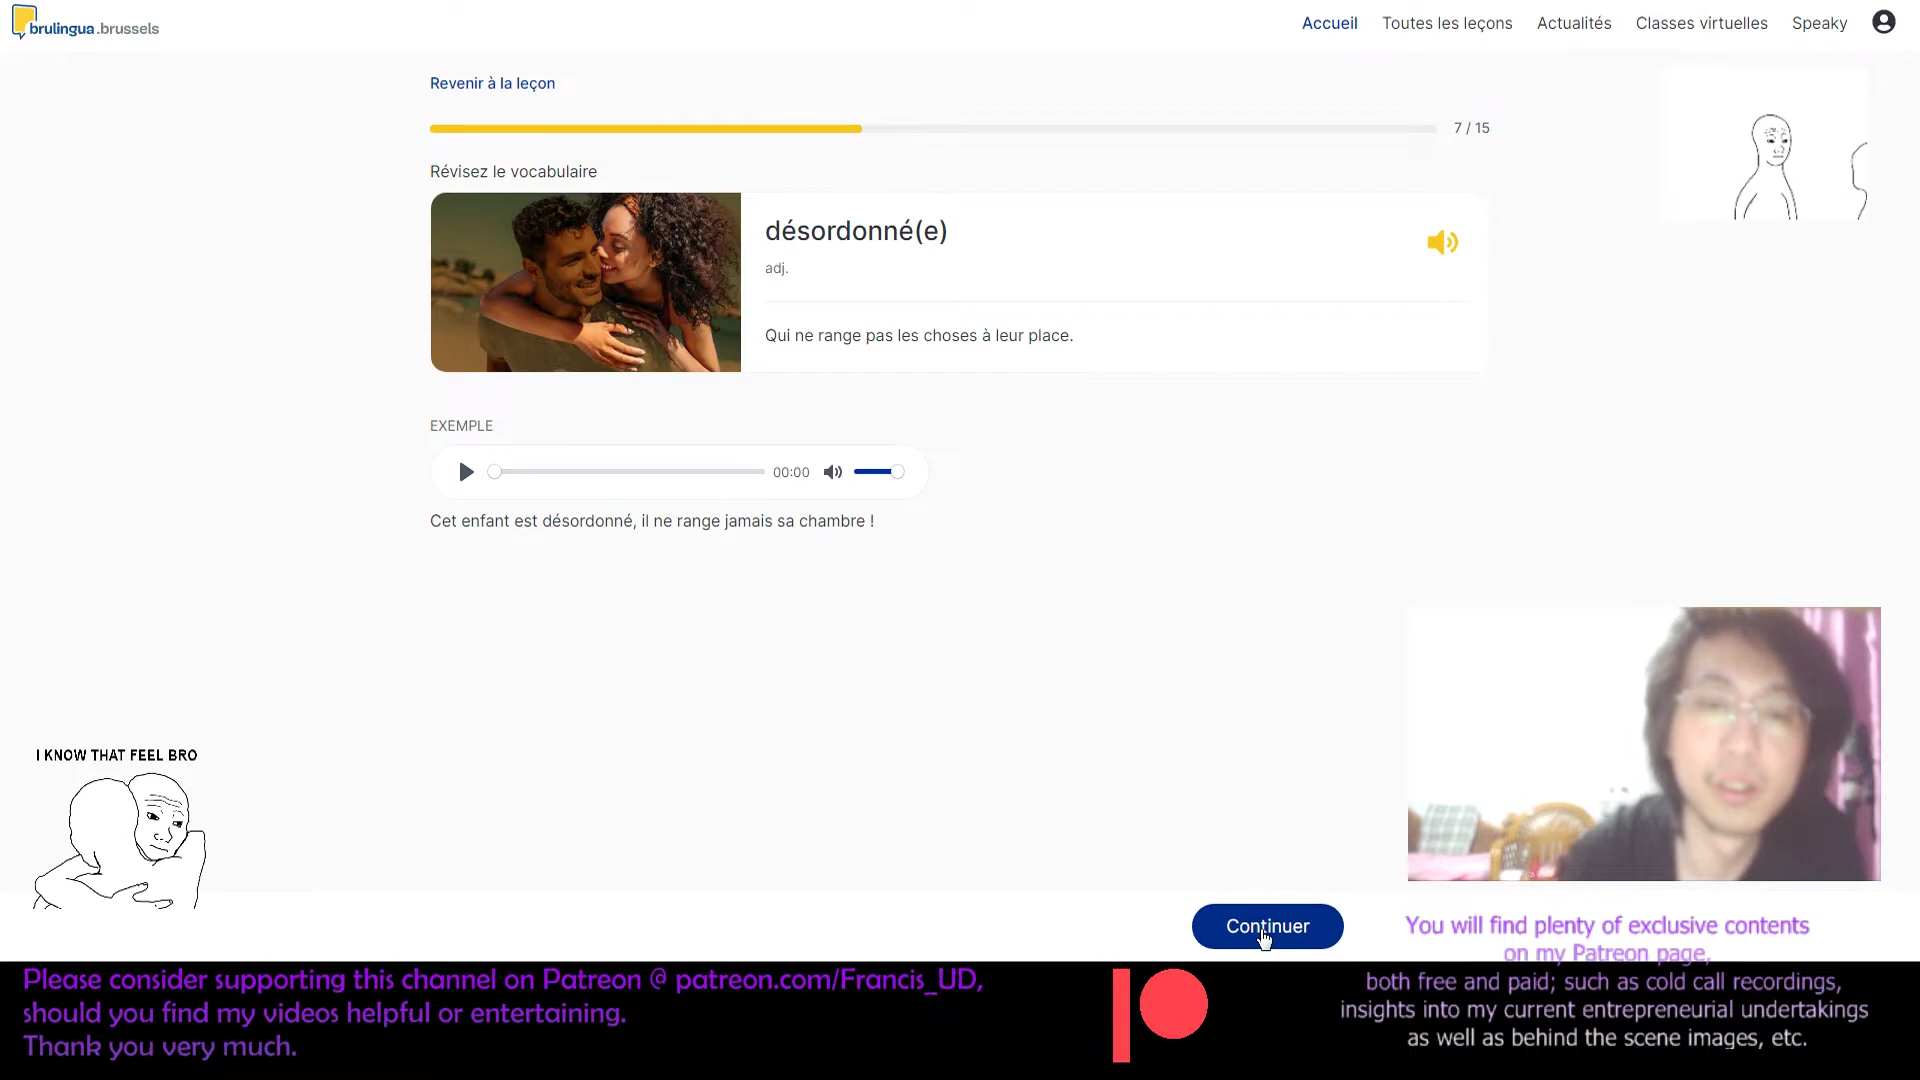 brulingua.brussels
Accueil Toutes les leçons Actualités Classes virtuelles Speaky
Revenir à la leçon
7 / 15
Révisez le vocabulaire
désordonné(e)
adj.
Qui ne range pas les choses à leur place.
EXEMPLE
00:00
Cet enfant est désordonné, il ne range jamais sa chambre !
I KNOW THAT FEEL BRO
Continuer
You will find plenty of exclusive contents
on my Patreon page,
both free and paid; such as cold call recordings,
insights into my current entrepreneurial undertakings
as well as behind the scene images, etc.
Please consider supporting this channel on Patreon @ patreon.com/Francis_UD,
should you find my videos helpful or entertaining.
Thank you very much.